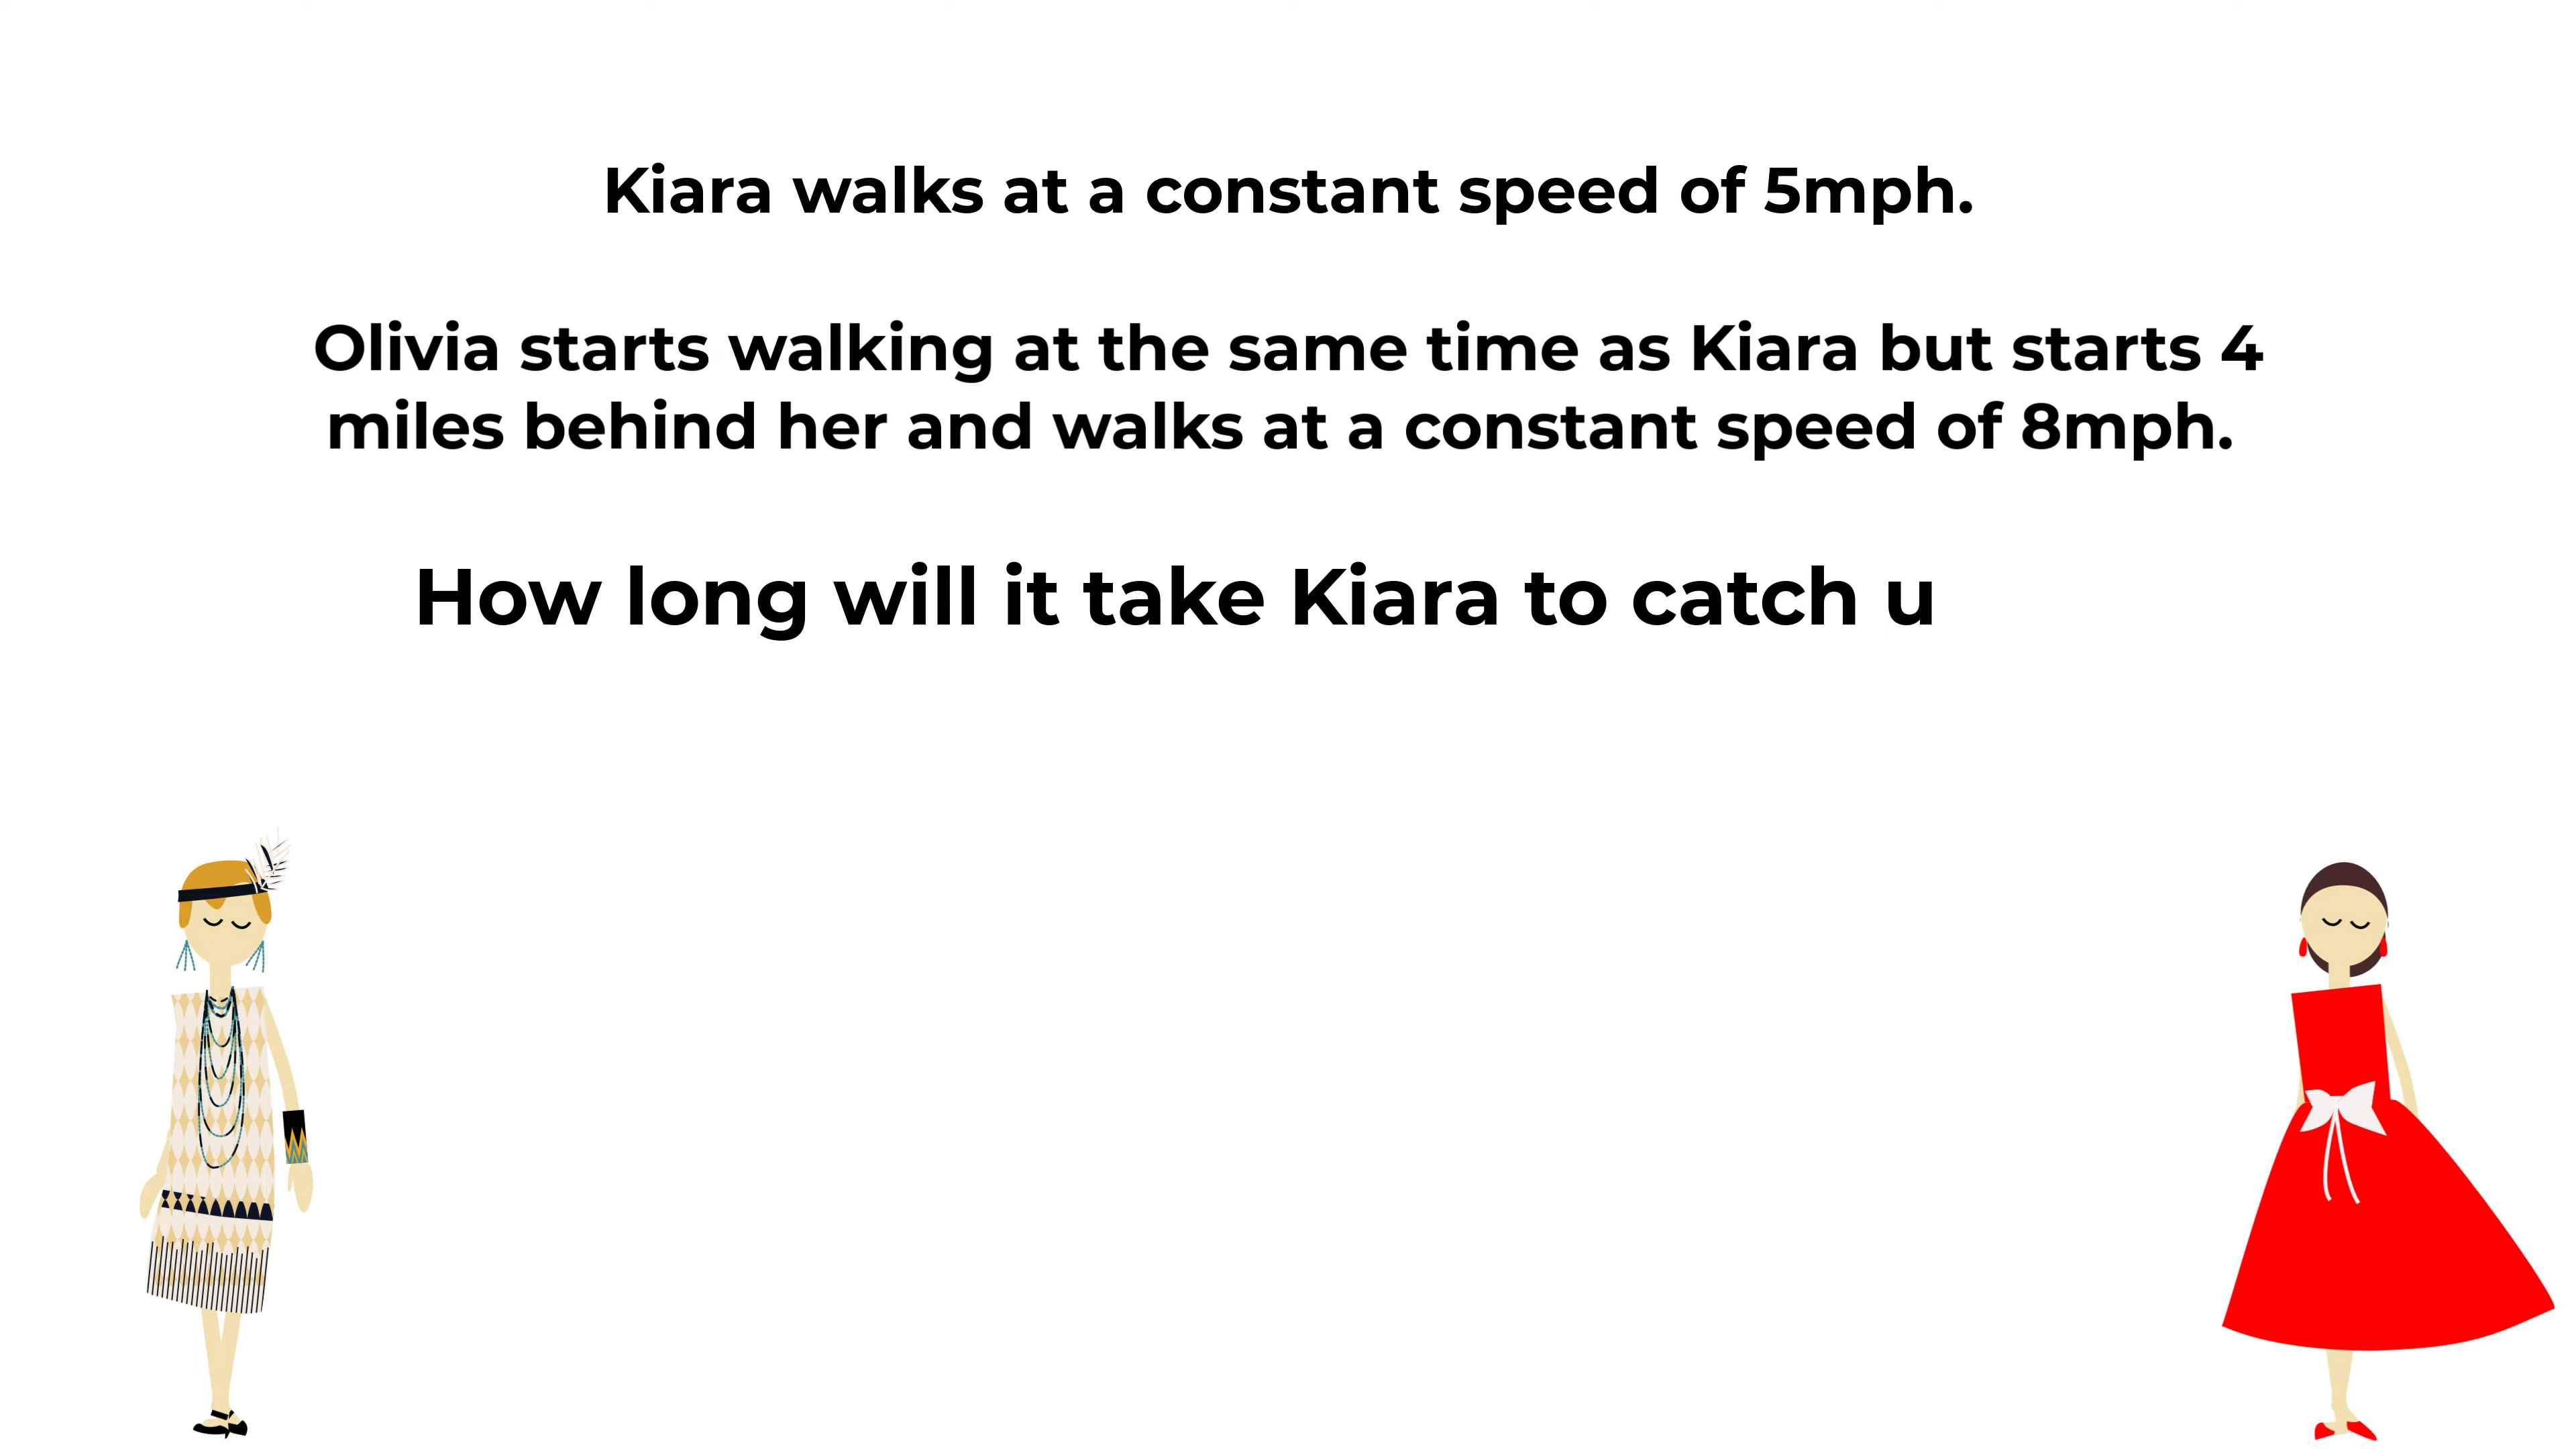 Kiara walks at a constant speed of 5mph.
Olivia starts walking at the same time as Kiara but starts 4
miles behind her and walks at a constant speed of 8mph.
How long will it take Kiara to catch u